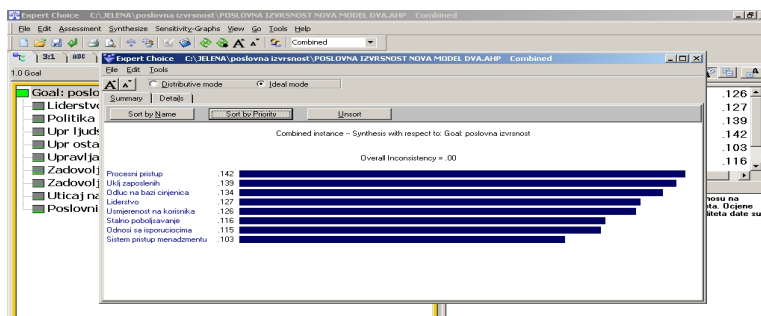 Expert Choice C:\JELENA\poslovna izvrsnost\POSLOVNA IZVRSNOST NOVA MODEL DVA.AHP Combined
File Edit Assessment Synthesize Sensitivity-Graphs View Go Tools Help
Combined
3:1 ABC
1.0 Goal
Goal: poslo
Liderstvo
Politika
Upr ljuds
Upr osta
Upravlja
Zadovolj
Zadovolj
Uticaj na
Poslovni
Expert Choice C:\JELENA\poslovna izvrsnost\POSLOVNA IZVRSNOST NOVA MODEL DVA.AHP Combined
File Edit Tools
Distributive mode Ideal mode
Summary Details
Sort by Name Sort by Priority Unsort
Combined instance -- Synthesis with respect to: Goal: poslovna izvrsnost
Overall Inconsistency = .00
Procesni pristup .142
Uklj zaposlenih .139
Odluc na bazi cinjenica .134
Liderstvo .127
Usmjerenost na korisnika .126
Stalno poboljsavanje .116
Odnosi sa isporuciocima .115
Sistem pristup menadzmentu .103
.126
.127
.139
.142
.103
.116
nosu na
ta. Ocjene
liteta date su